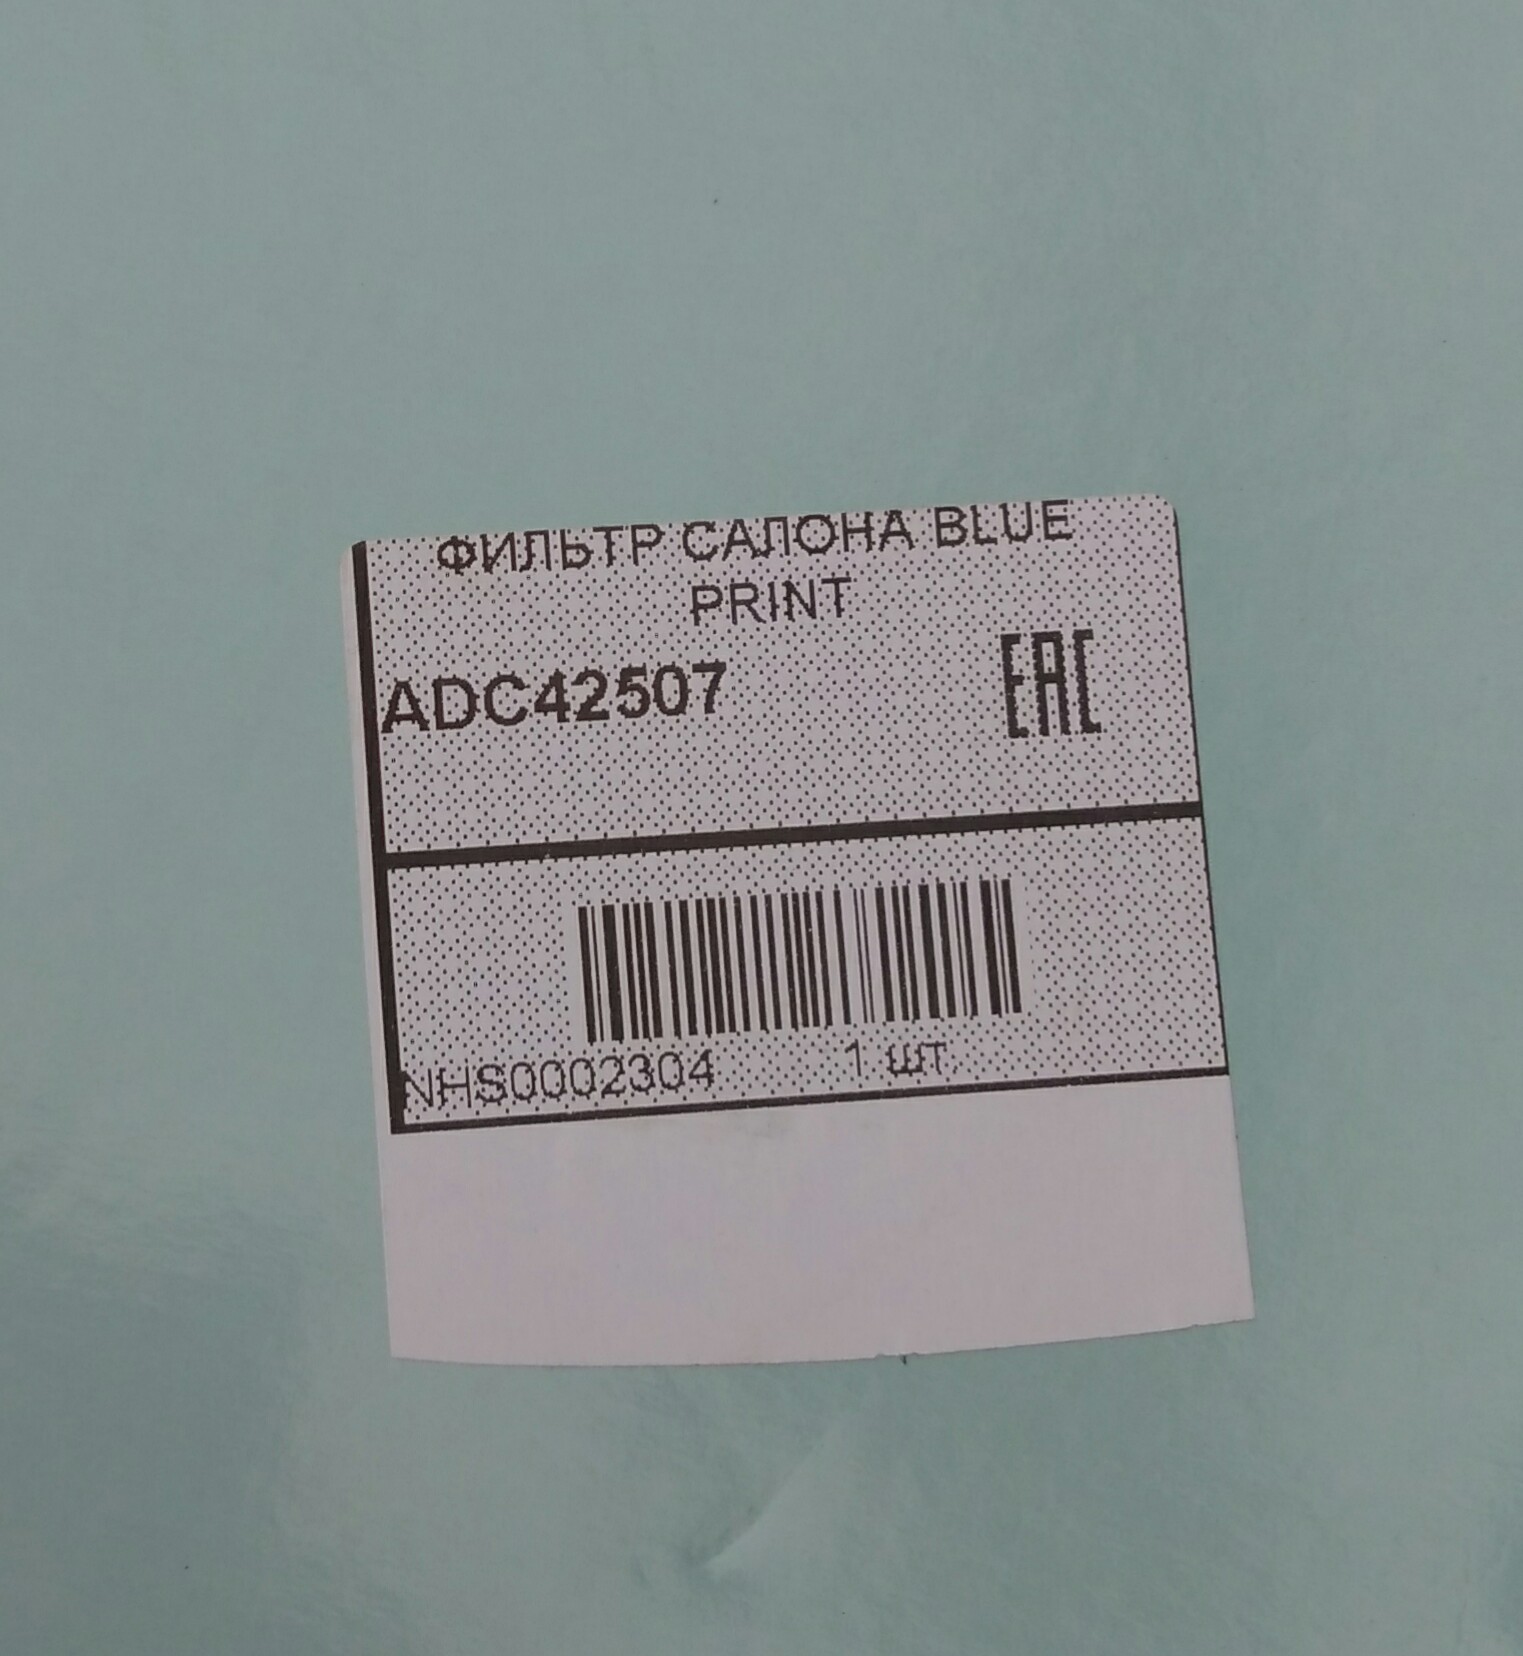 ФИЛЬТР САЛОНА BLUE
PRINT
ADC42507
EAC
NHS0002304 1 шт.